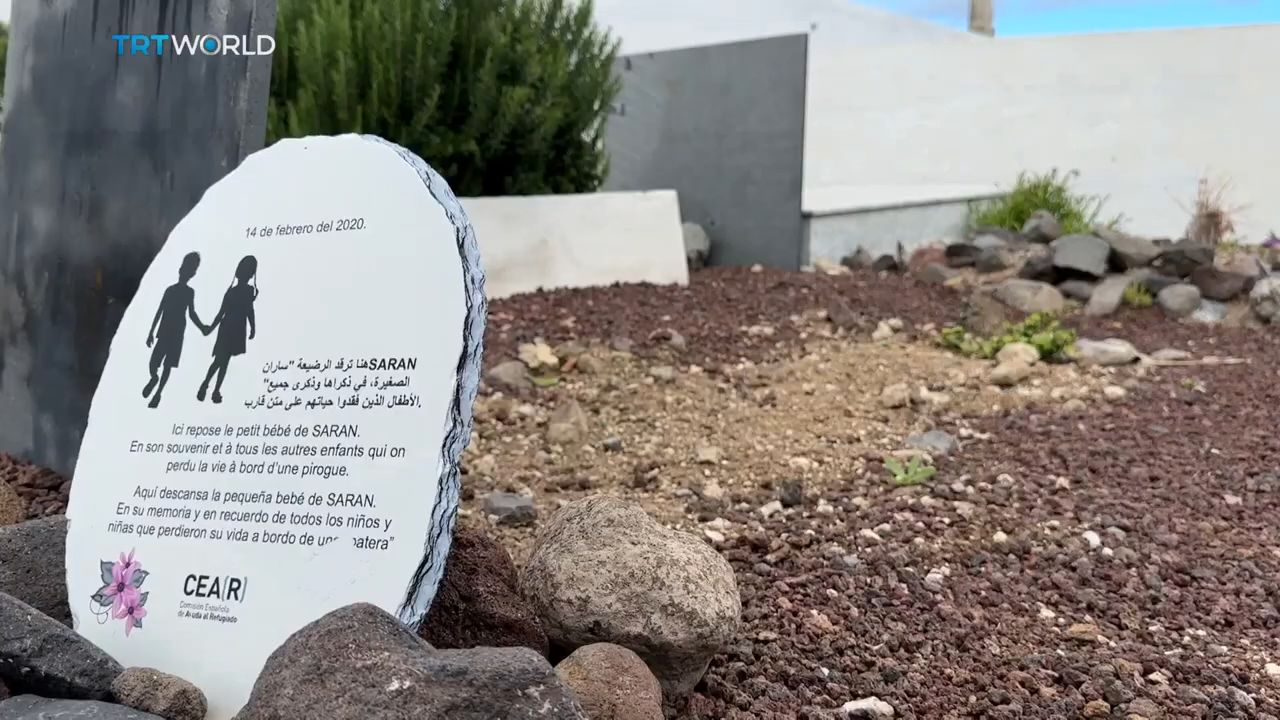 TRT WORLD
14 de febrero del 2020.
SARANهنا ترقد الرضيعة "ساران
الصغيرة، في ذكراها وذكرى جميع"
الأطفال الذين فقدوا حياتهم على متن قارب.
Ici repose le petit bébé de SARAN.
En son souvenir et à tous les autres enfants qui on
perdu la vie à bord d'une pirogue.
Aquí descansa la pequeña bebé de SARAN.
En su memoria y en recuerdo de todos los niños y
niñas que perdieron su vida a bordo de
CEA(R)
Comisión Española
de Ayuda al Refugiado